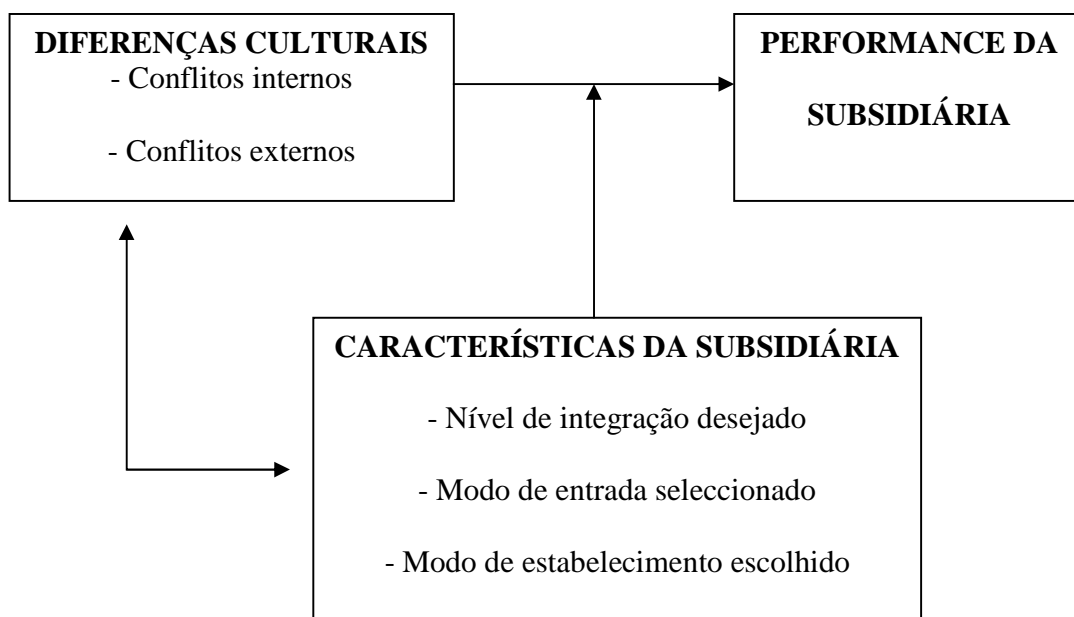 DIFERENÇAS CULTURAIS
- Conflitos internos
- Conflitos externos
PERFORMANCE DA
SUBSIDIÁRIA
CARACTERÍSTICAS DA SUBSIDIÁRIA
- Nível de integração desejado
- Modo de entrada seleccionado
- Modo de estabelecimento escolhido